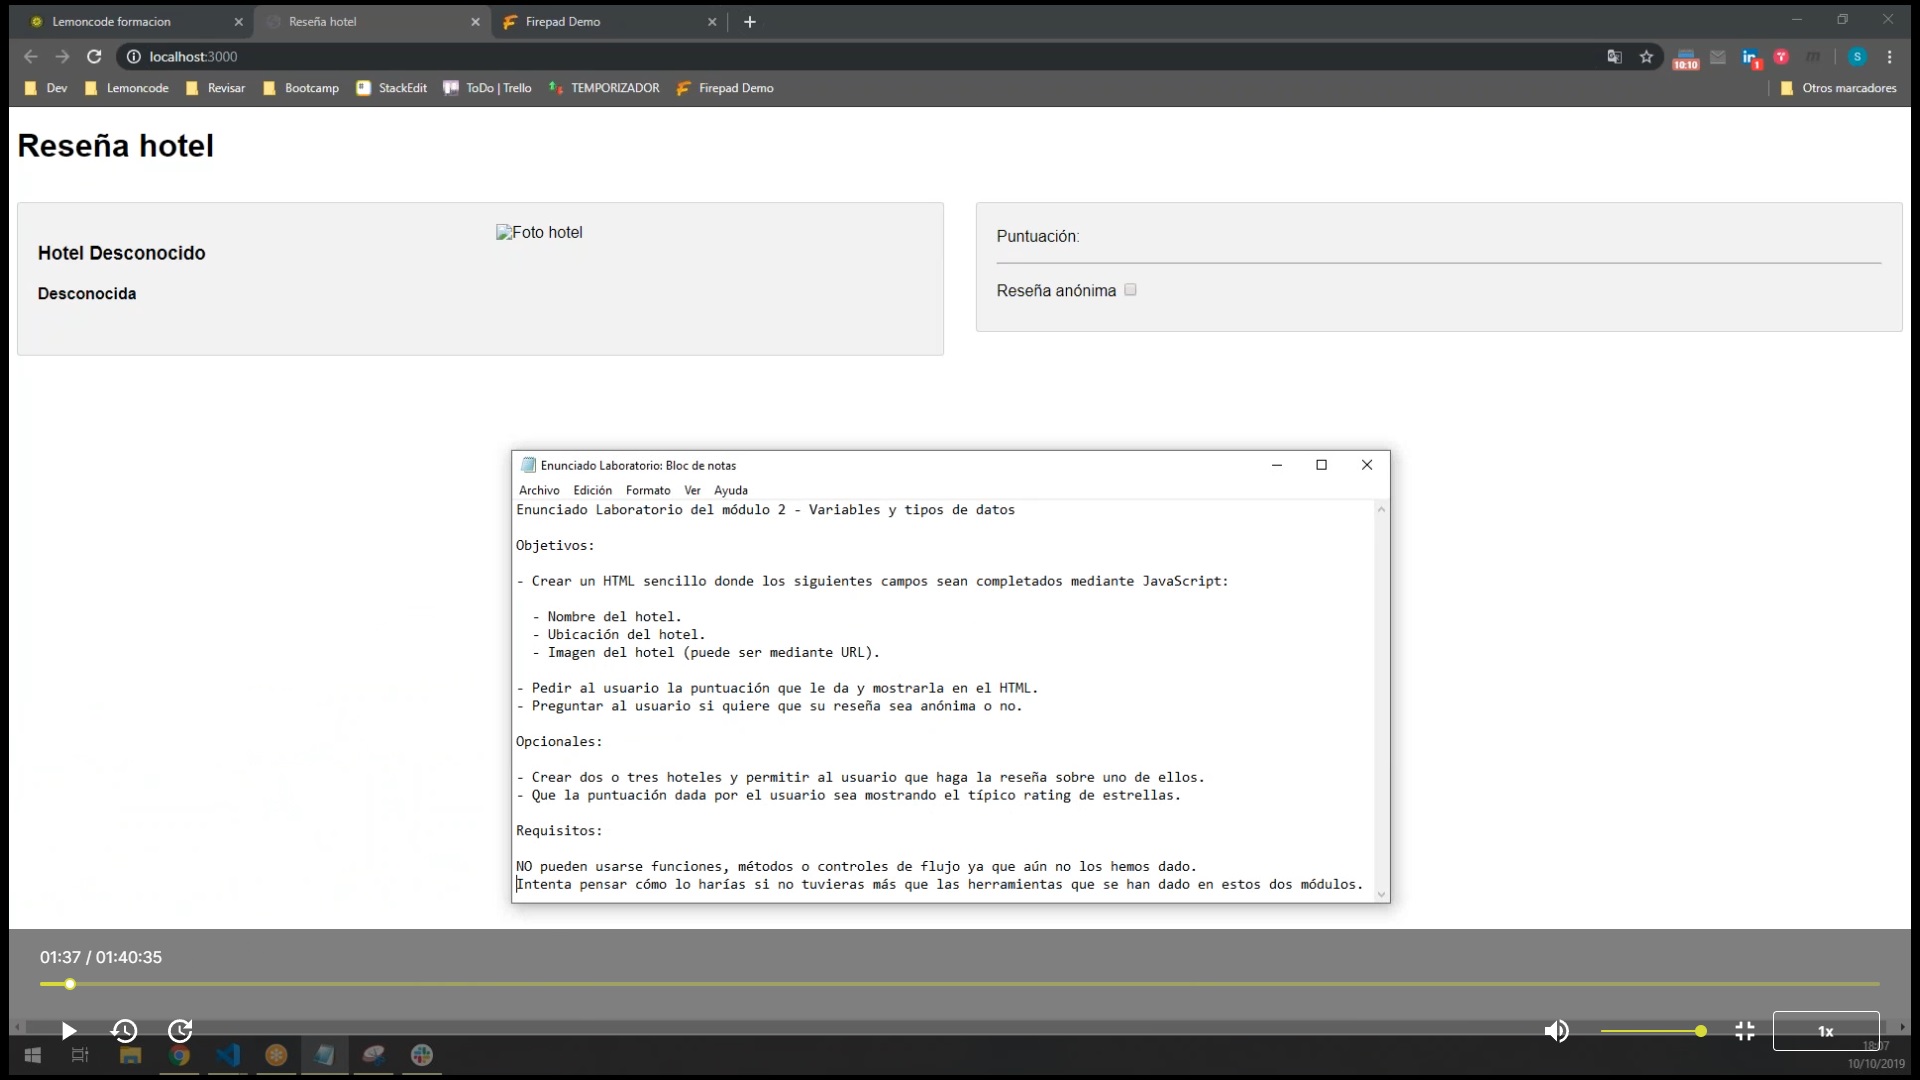 Lemoncode formacion
Reseña hotel
Firepad Demo
localhost:3000
10:10
1
S
Dev
Lemoncode
Revisar
Bootcamp
StackEdit
ToDo | Trello
TEMPORIZADOR
Firepad Demo
Otros marcadores
Reseña hotel
Hotel Desconocido
Desconocida
Foto hotel
Puntuación:
Reseña anónima
Enunciado Laboratorio: Bloc de notas
Archivo Edición Formato Ver Ayuda
Enunciado Laboratorio del módulo 2 - Variables y tipos de datos
Objetivos:
- Crear un HTML sencillo donde los siguientes campos sean completados mediante JavaScript:
- Nombre del hotel.
- Ubicación del hotel.
- Imagen del hotel (puede ser mediante URL).
- Pedir al usuario la puntuación que le da y mostrarla en el HTML.
- Preguntar al usuario si quiere que su reseña sea anónima o no.
Opcionales:
- Crear dos o tres hoteles y permitir al usuario que haga la reseña sobre uno de ellos.
- Que la puntuación dada por el usuario sea mostrando el típico rating de estrellas.
Requisitos:
NO pueden usarse funciones, métodos o controles de flujo ya que aún no los hemos dado.
Intenta pensar cómo lo harías si no tuvieras más que las herramientas que se han dado en estos dos módulos.
01:37 / 01:40:35
1x
18:07
10/10/2019